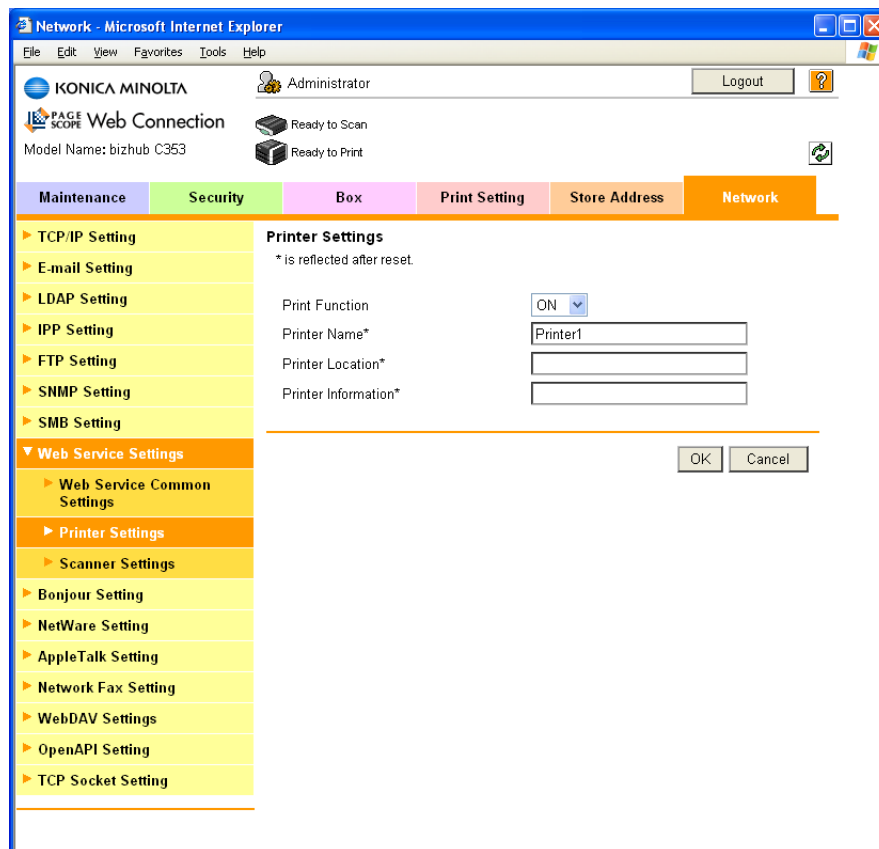 Network - Microsoft Internet Explorer
File Edit View Favorites Tools Help
KONICA MINOLTA
Administrator
Logout
?
PAGE SCOPE Web Connection
Ready to Scan
Model Name: bizhub C353
Ready to Print
Maintenance Security Box Print Setting Store Address Network
TCP/IP Setting
E-mail Setting
LDAP Setting
IPP Setting
FTP Setting
SNMP Setting
SMB Setting
Web Service Settings
Web Service Common
Settings
Printer Settings
Scanner Settings
Bonjour Setting
NetWare Setting
AppleTalk Setting
Network Fax Setting
WebDAV Settings
OpenAPI Setting
TCP Socket Setting
Printer Settings
* is reflected after reset.
Print Function ON
Printer Name* Printer1
Printer Location*
Printer Information*
OK Cancel